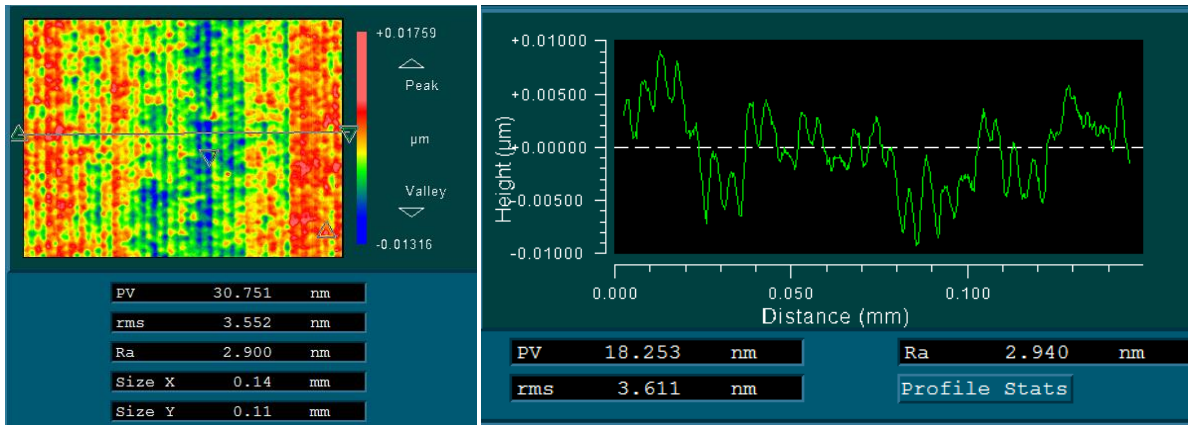 +0.01759
Peak
µm
Valley
-0.01316
PV 30.751 nm
rms 3.552 nm
Ra 2.900 nm
Size X 0.14 mm
Size Y 0.11 mm
Height (µm)
+0.01000
+0.00500
+0.00000
-0.00500
-0.01000
0.000 0.050 0.100
Distance (mm)
PV 18.253 nm
Ra 2.940 nm
rms 3.611 nm
Profile Stats